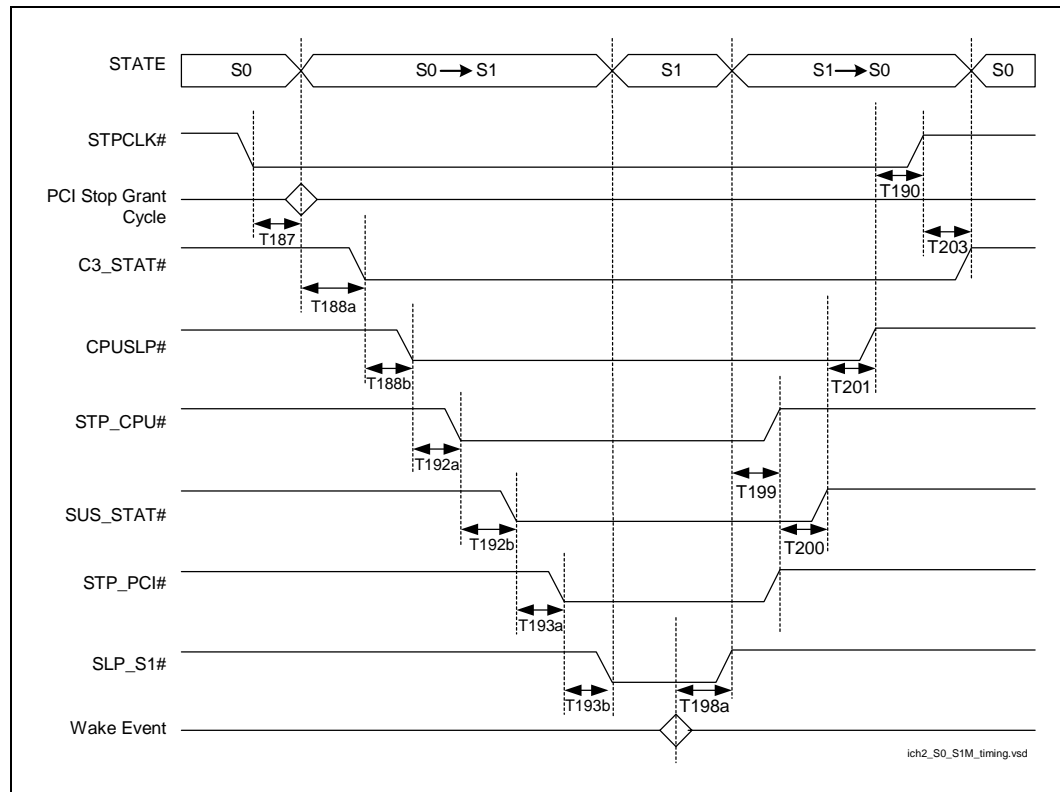 STATE
S0
S0 → S1
S1
S1 → S0
S0
STPCLK#
T190
PCI Stop Grant
Cycle
T187
T203
C3_STAT#
T188a
CPUSLP#
T188b
T201
STP_CPU#
T192a
T199
SUS_STAT#
T192b
T200
STP_PCI#
T193a
SLP_S1#
T193b
T198a
Wake Event
ich2_S0_S1M_timing.vsd